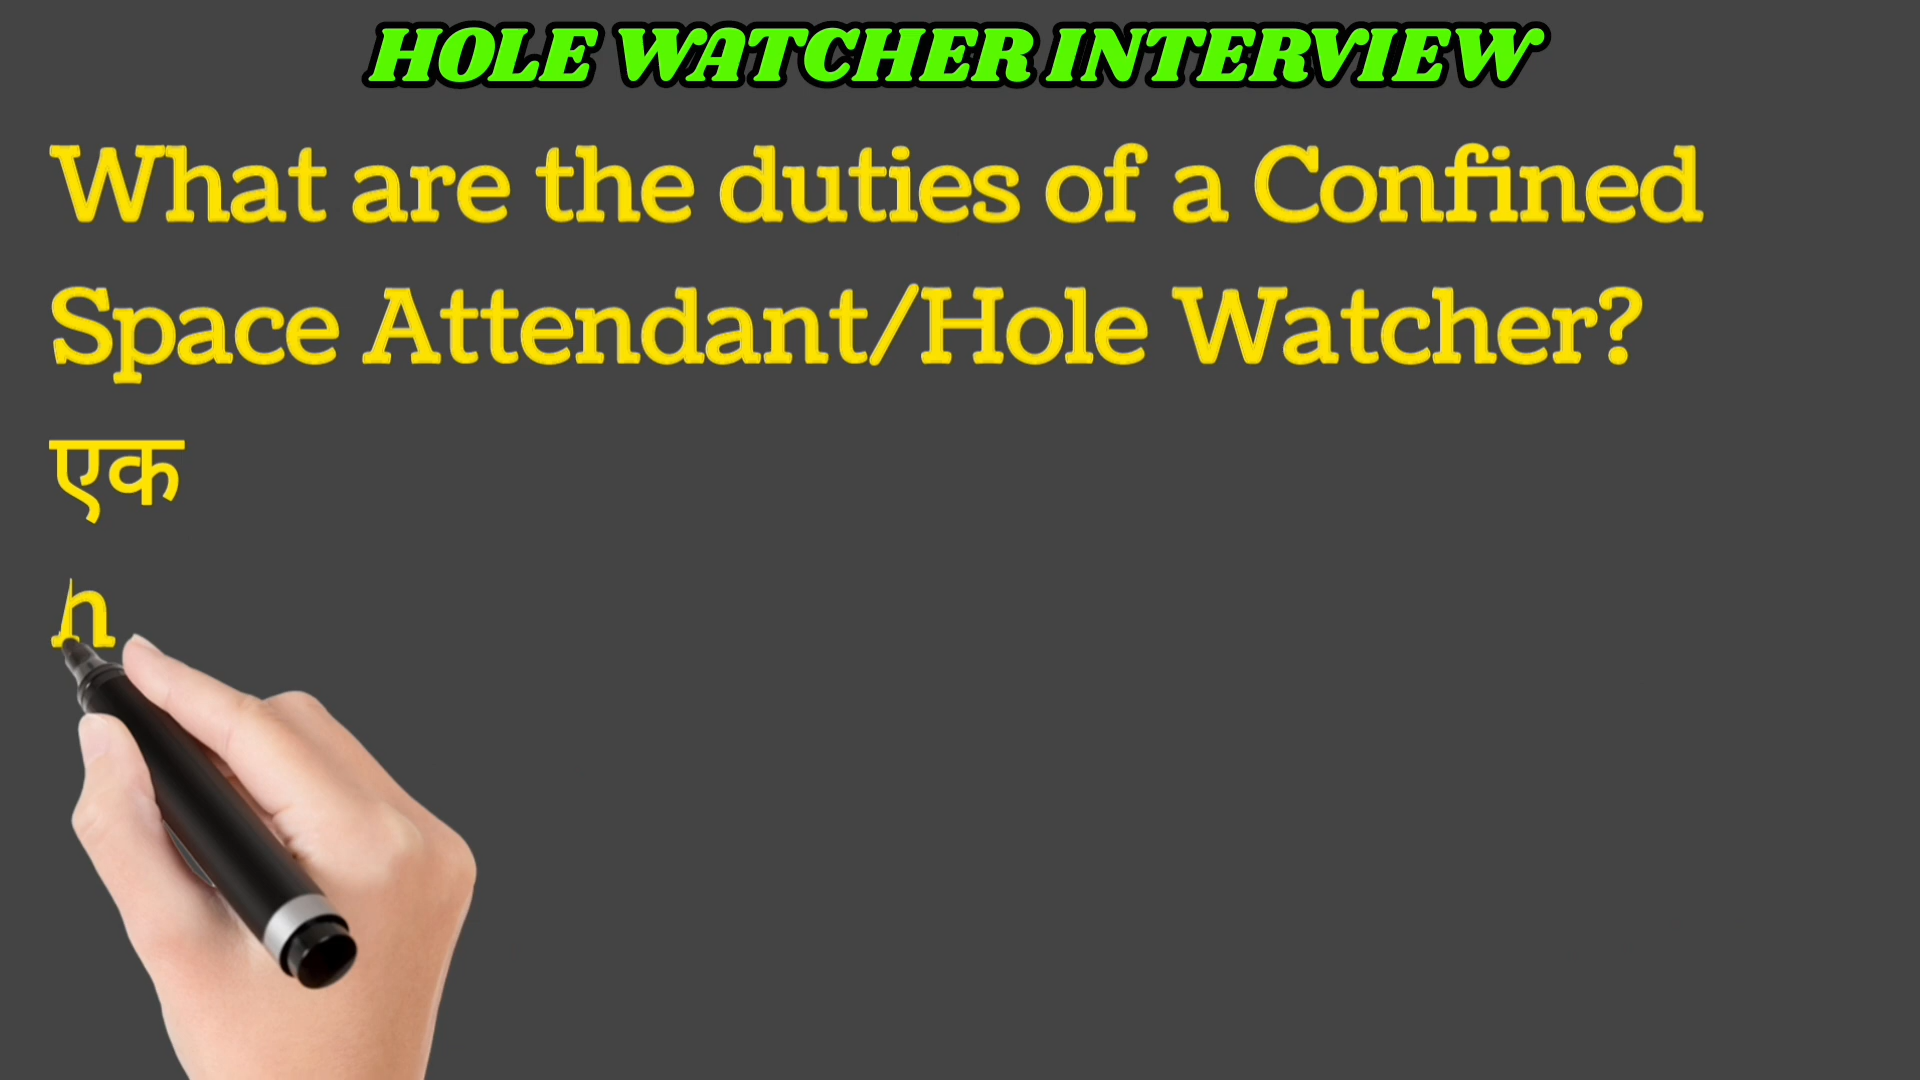 HOLE WATCHER INTERVIEW
What are the duties of a Confined
Space Attendant/Hole Watcher?
एक
h